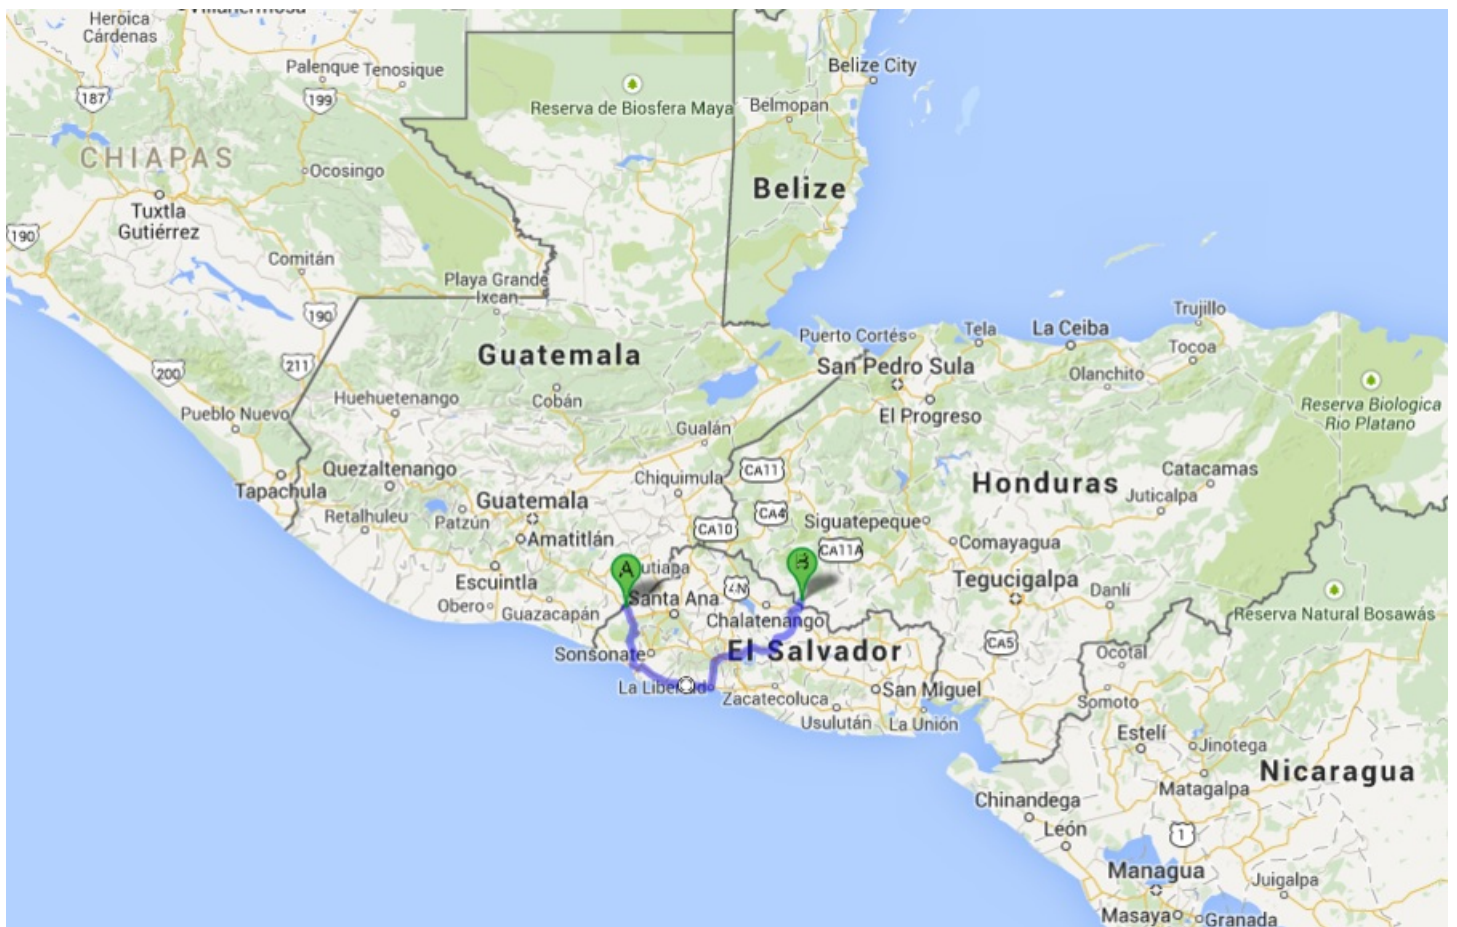 Villahermosa
Heroica
Cárdenas
Palenque
Tenosique
Belize City
187
199
Reserva de Biosfera Maya
Belmopan
CHIAPAS
Ocosingo
Belize
Tuxtla
Gutiérrez
190
Comitán
Playa Grande
Ixcan
190
Trujillo
Puerto Cortés
Tela
La Ceiba
Tocoa
Guatemala
San Pedro Sula
211
200
Olanchito
Huehuetenango
Cobán
Pueblo Nuevo
El Progreso
Reserva Biologica
Rio Platano
Gualán
Quezaltenango
CA11
Catacamas
Chiquimula
Honduras
Tapachula
Guatemala
Juticalpa
Retalhuleu
Patzún
CA4
Siguatepeque
CA10
Amatitlán
Comayagua
CA11A
A
utiapa
B
Escuintla
Tegucigalpa
Danlí
4N
Santa Ana
Obero
Guazacapán
Chalatenango
Reserva Natural Bosawás
CA5
Sonsonate
El Salvador
Ocotal
La Libertad
Zacatecoluca
San Miguel
Somoto
Usulután
La Unión
Estelí
Jinotega
Nicaragua
Matagalpa
Chinandega
León
1
Managua
Juigalpa
Masaya
Granada